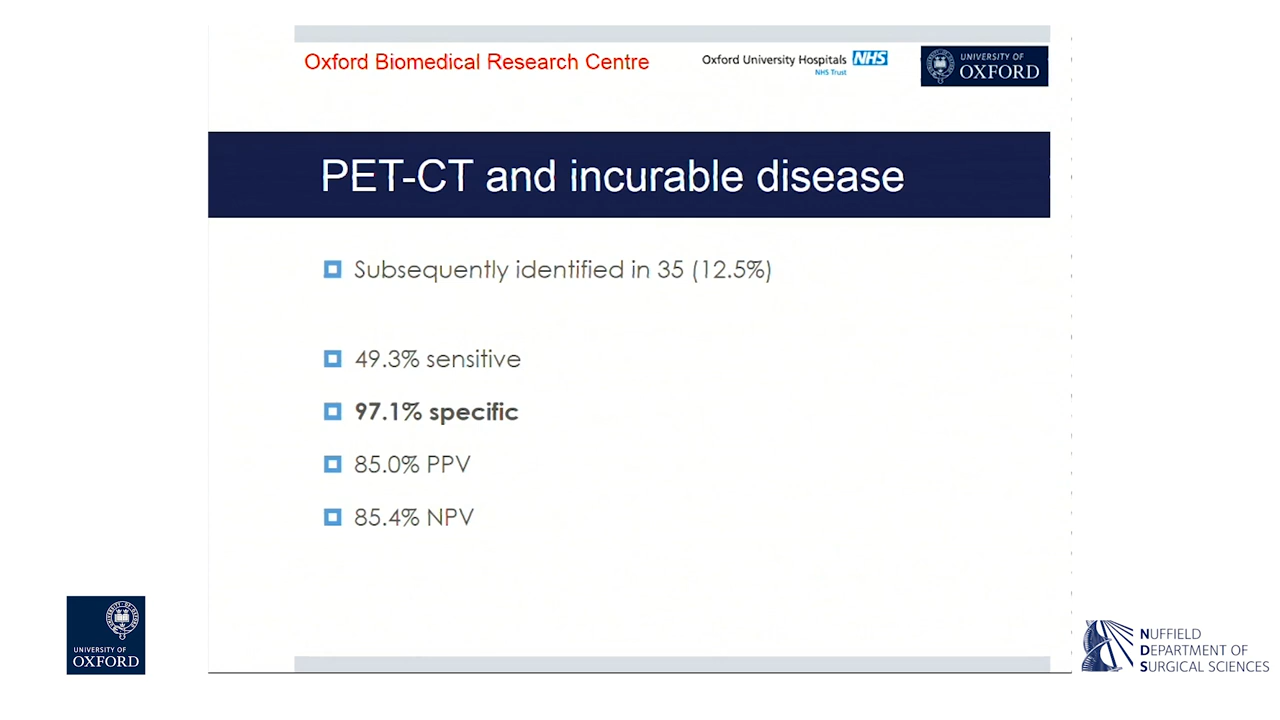 Oxford Biomedical Research Centre
Oxford University Hospitals NHS
NHS Trust
UNIVERSITY OF
OXFORD
PET-CT and incurable disease
Subsequently identified in 35 (12.5%)
49.3% sensitive
97.1% specific
85.0% PPV
85.4% NPV
UNIVERSITY OF
OXFORD
NUFFIELD
DEPARTMENT OF
SURGICAL SCIENCES